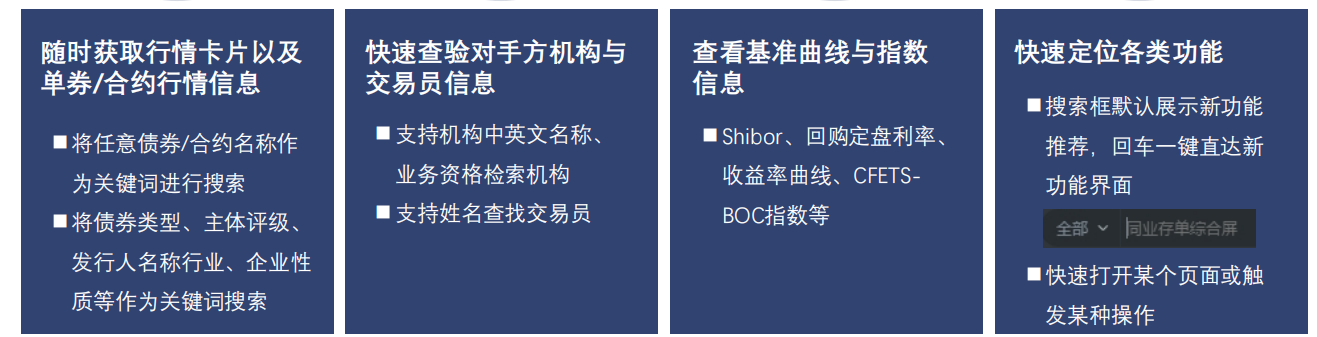 随时获取行情卡片以及
单券/合约行情信息
将任意债券/合约名称作
为关键词进行搜索
将债券类型、主体评级、
发行人名称行业、企业性
质等作为关键词搜索
快速查验对手方机构与
交易员信息
支持机构中英文名称、
业务资格检索机构
支持姓名查找交易员
查看基准曲线与指数
信息
Shibor、回购定盘利率、
收益率曲线、CFETS-
BOC指数等
快速定位各类功能
搜索框默认展示新功能
推荐，回车一键直达新
功能界面
全部 同业存单综合屏
快速打开某个页面或触
发某种操作